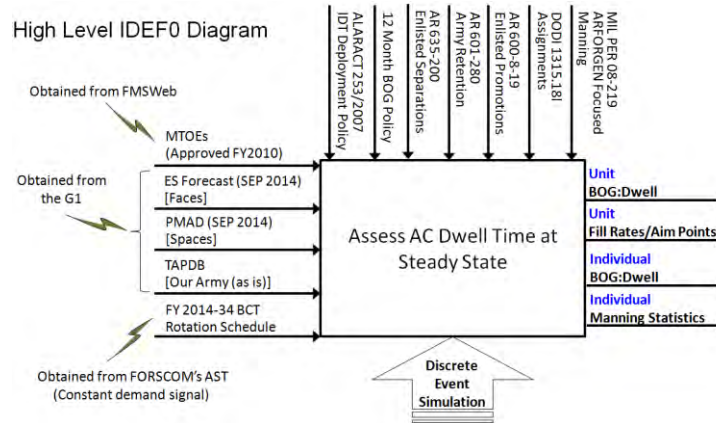 High Level IDEF0 Diagram
ALARACT 253/2007
IDT Deployment Policy
12 Month BOG Policy
AR 635-200
Enlisted Separations
AR 601-280
Army Retention
AR 600-8-19
Enlisted Promotions
DODI 1315.18I
Assignments
MIL PER 08-219
ARFORGEN Focused
Manning
Obtained from FMSWeb
MTOEs
(Approved FY2010)
Obtained from
the G1
ES Forecast (SEP 2014)
[Faces]
PMAD (SEP 2014)
[Spaces]
TAPDB
[Our Army (as is)]
FY 2014-34 BCT
Rotation Schedule
Obtained from FORSCOM's AST
(Constant demand signal)
Assess AC Dwell Time at
Steady State
Unit
BOG:Dwell
Unit
Fill Rates/Aim Points
Individual
BOG:Dwell
Individual
Manning Statistics
Discrete
Event
Simulation